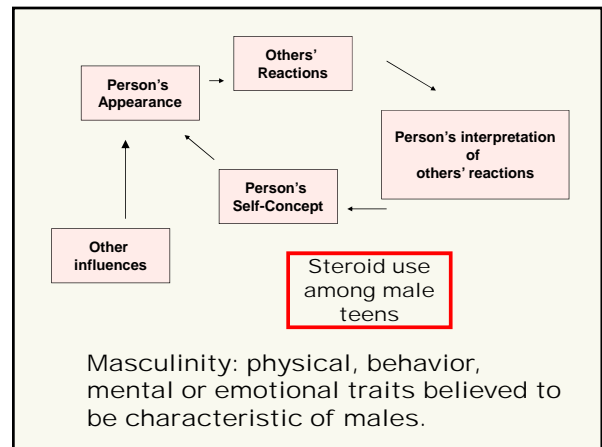 Others'
Reactions
Person's
Appearance
Person's interpretation
of
others' reactions
Person's
Self-Concept
Other
influences
Steroid use
among male
teens
Masculinity: physical, behavior,
mental or emotional traits believed to
be characteristic of males.